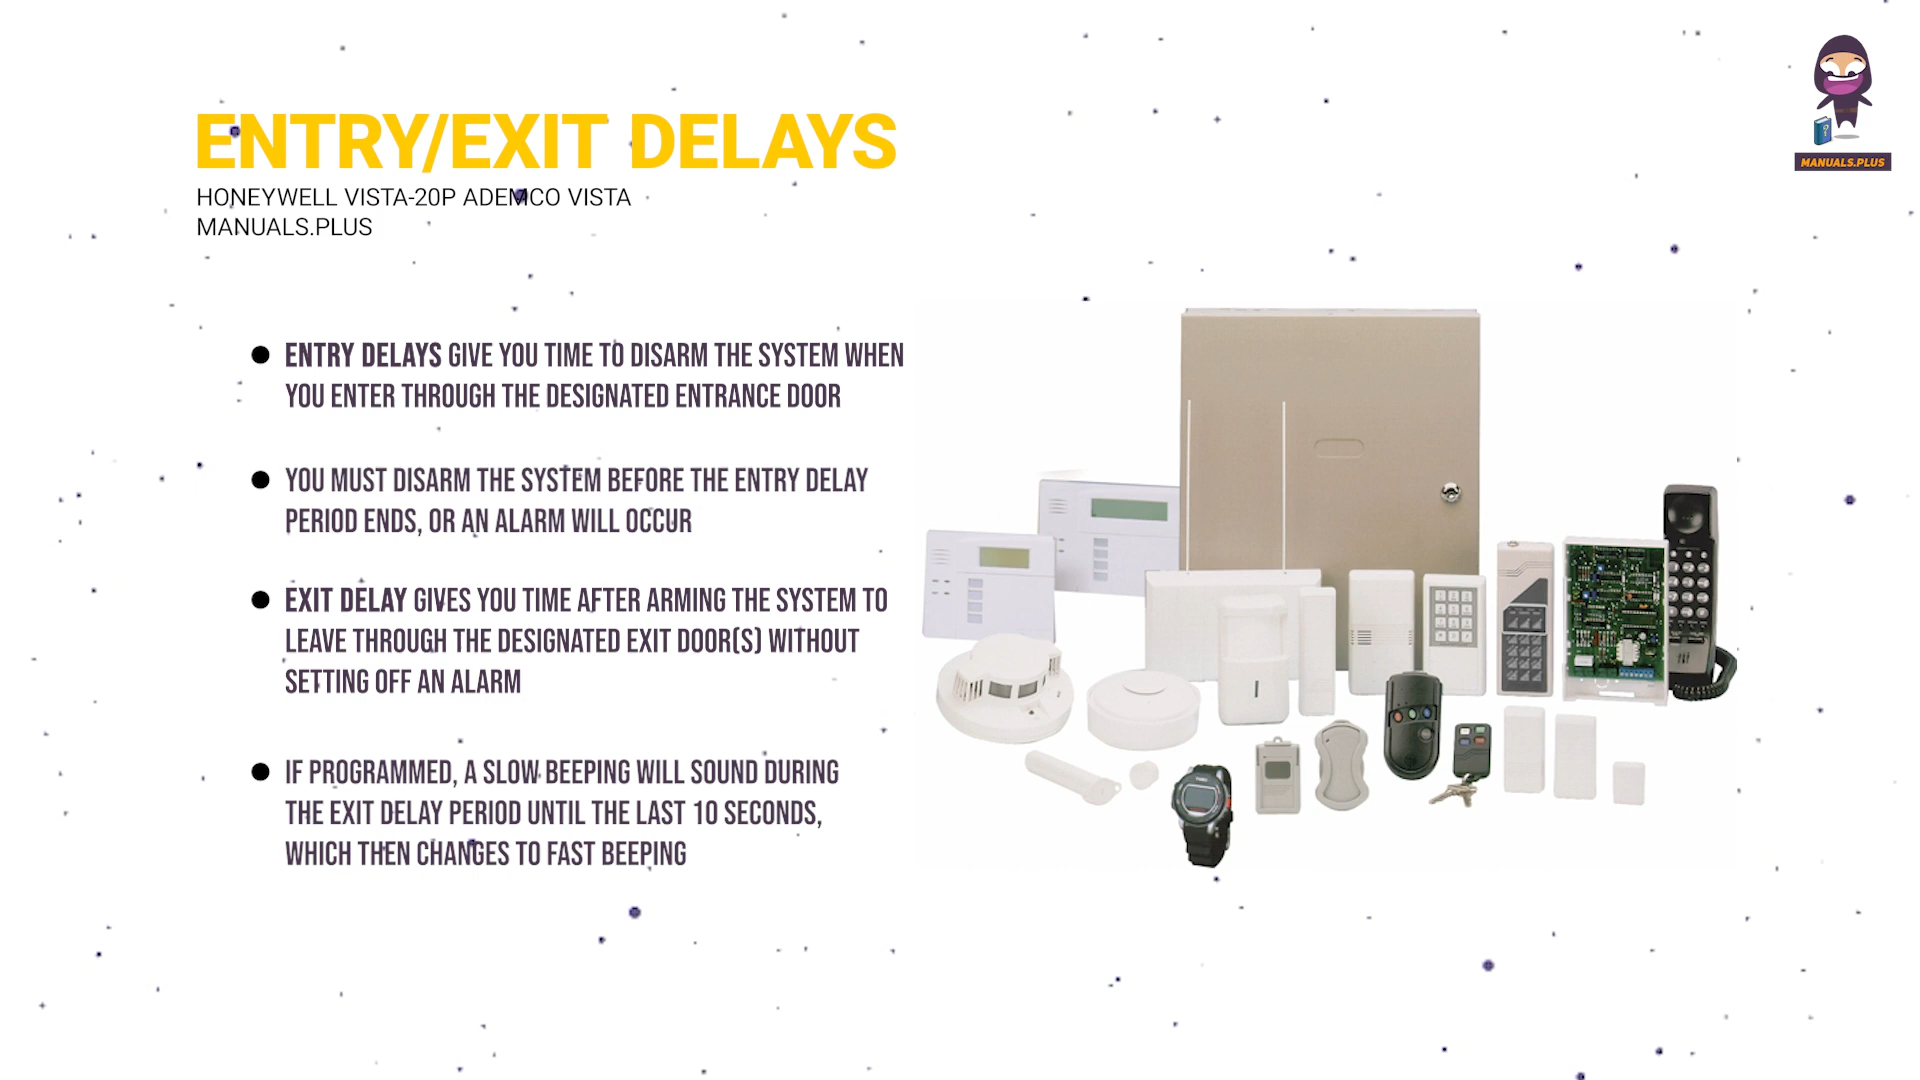 ENTRY/EXIT DELAYS
HONEYWELL VISTA-20P ADEMCO VISTA
MANUALS.PLUS
MANUALS.PLUS
ENTRY DELAYS GIVE YOU TIME TO DISARM THE SYSTEM WHEN
YOU ENTER THROUGH THE DESIGNATED ENTRANCE DOOR
YOU MUST DISARM THE SYSTEM BEFORE THE ENTRY DELAY
PERIOD ENDS, OR AN ALARM WILL OCCUR
EXIT DELAY GIVES YOU TIME AFTER ARMING THE SYSTEM TO
LEAVE THROUGH THE DESIGNATED EXIT DOOR(S) WITHOUT
SETTING OFF AN ALARM
IF PROGRAMMED, A SLOW BEEPING WILL SOUND DURING
THE EXIT DELAY PERIOD UNTIL THE LAST 10 SECONDS,
WHICH THEN CHANGES TO FAST BEEPING